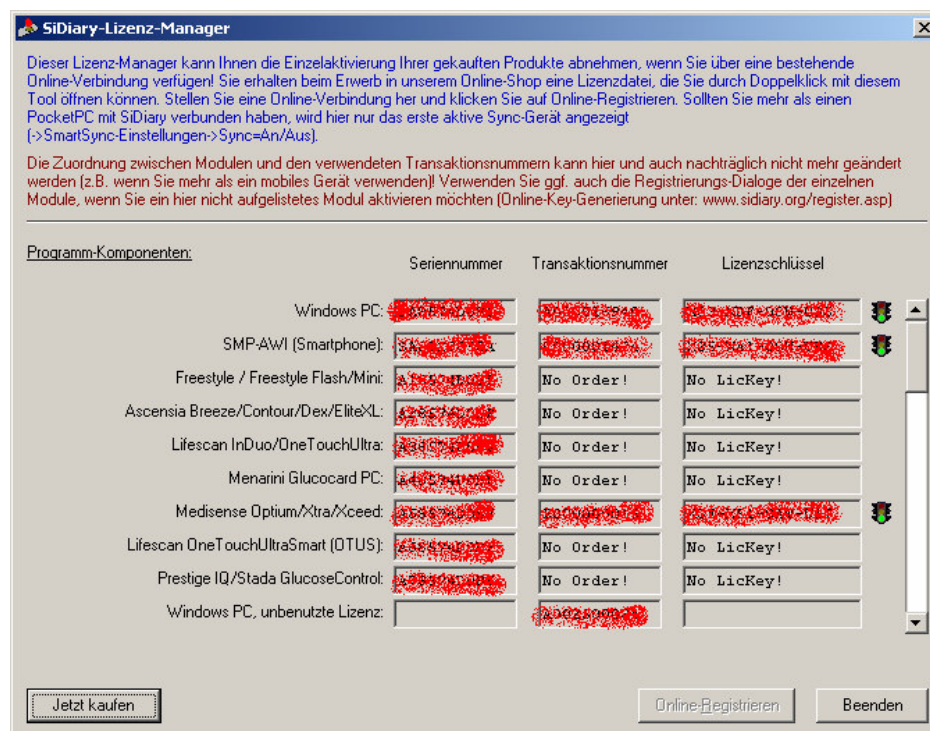 SiDiary-Lizenz-Manager
Dieser Lizenz-Manager kann Ihnen die Einzelaktivierung Ihrer gekauften Produkte abnehmen, wenn Sie über eine bestehende
Online-Verbindung verfügen! Sie erhalten beim Erwerb in unserem Online-Shop eine Lizenzdatei, die Sie durch Doppelklick mit diesem
Tool öffnen können. Stellen Sie eine Online-Verbindung her und klicken Sie auf Online-Registrieren. Sollten Sie mehr als einen
PocketPC mit SiDiary verbunden haben, wird hier nur das erste aktive Sync-Gerät angezeigt
(->SmartSync-Einstellungen->Sync=An/Aus).
Die Zuordnung zwischen Modulen und den verwendeten Transaktionsnummern kann hier und auch nachträglich nicht mehr geändert
werden (z.B. wenn Sie mehr als ein mobiles Gerät verwenden)! Verwenden Sie ggf. auch die Registrierungs-Dialoge der einzelnen
Module, wenn Sie ein hier nicht aufgelistetes Modul aktivieren möchten (Online-Key-Generierung unter: www.sidiary.org/register.asp)
Programm-Komponenten:
Seriennummer Transaktionsnummer Lizenzschlüssel
Windows PC:
SMP-AWI (Smartphone):
Freestyle / Freestyle Flash/Mini: No Order! No LicKey!
Ascensia Breeze/Contour/Dex/EliteXL: No Order! No LicKey!
Lifescan InDuo/OneTouchUltra: No Order! No LicKey!
Menarini Glucocard PC: No Order! No LicKey!
Medisense Optium/Xtra/Xceed:
Lifescan OneTouchUltraSmart (OTUS): No Order! No LicKey!
Prestige IQ/Stada GlucoseControl: No Order! No LicKey!
Windows PC, unbenutzte Lizenz:
Jetzt kaufen Online-Registrieren Beenden